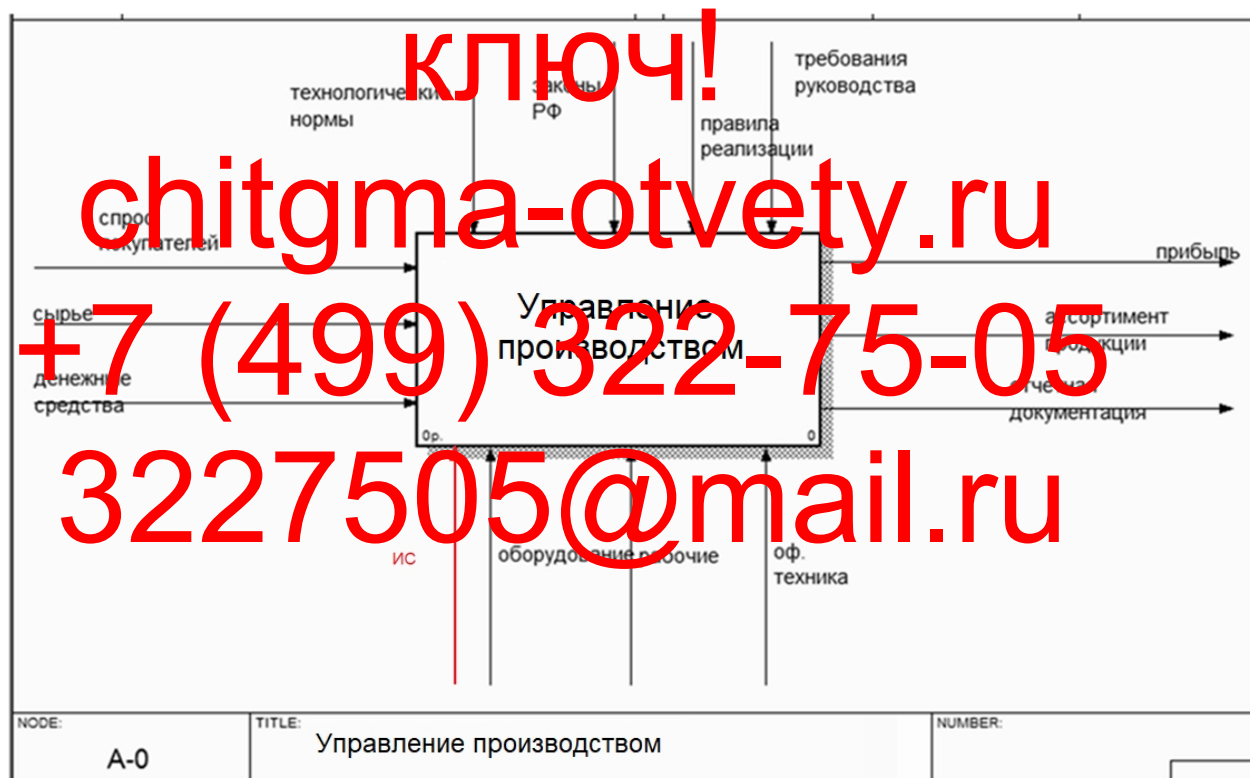 ключ!
технологические
нормы
законы
РФ
правила
реализации
требования
руководства
chitgma-otvety.ru
спрос
покупателей
прибыль
Управление
производством
сырье
+7 (499) 322-75-05
ассортимент
продукции
денежные
средства
отчетная
документация
0р.
0
3227505@mail.ru
ис
оборудование
рабочие
оф.
техника
NODE:
A-0
TITLE:
Управление производством
NUMBER: